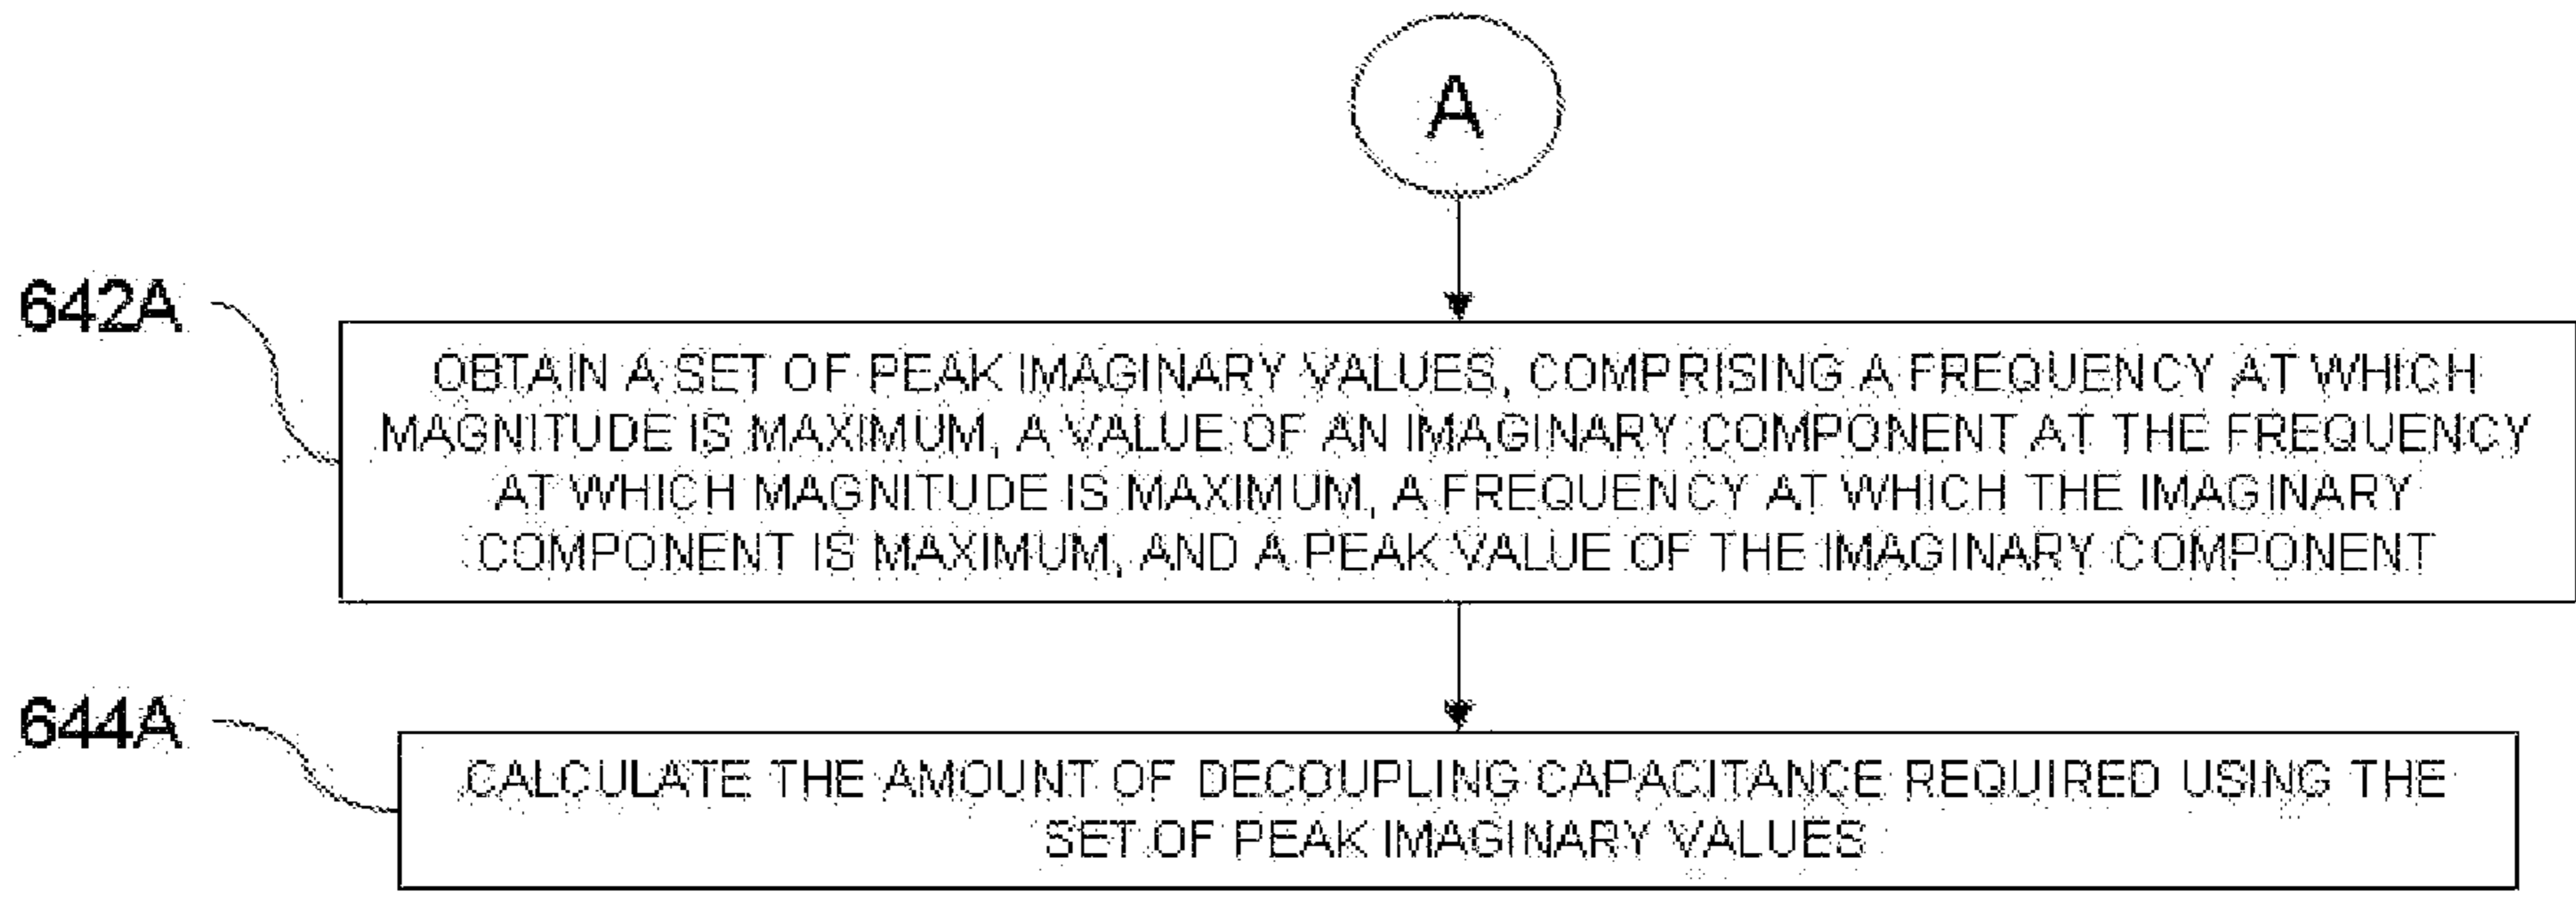 A
642A
OBTAIN A SET OF PEAK IMAGINARY VALUES, COMPRISING A FREQUENCY AT WHICH
MAGNITUDE IS MAXIMUM, A VALUE OF AN IMAGINARY COMPONENT AT THE FREQUENCY
AT WHICH MAGNITUDE IS MAXIMUM, A FREQUENCY AT WHICH THE IMAGINARY
COMPONENT IS MAXIMUM, AND A PEAK VALUE OF THE IMAGINARY COMPONENT
644A
CALCULATE THE AMOUNT OF DECOUPLING CAPACITANCE REQUIRED USING THE
SET OF PEAK IMAGINARY VALUES